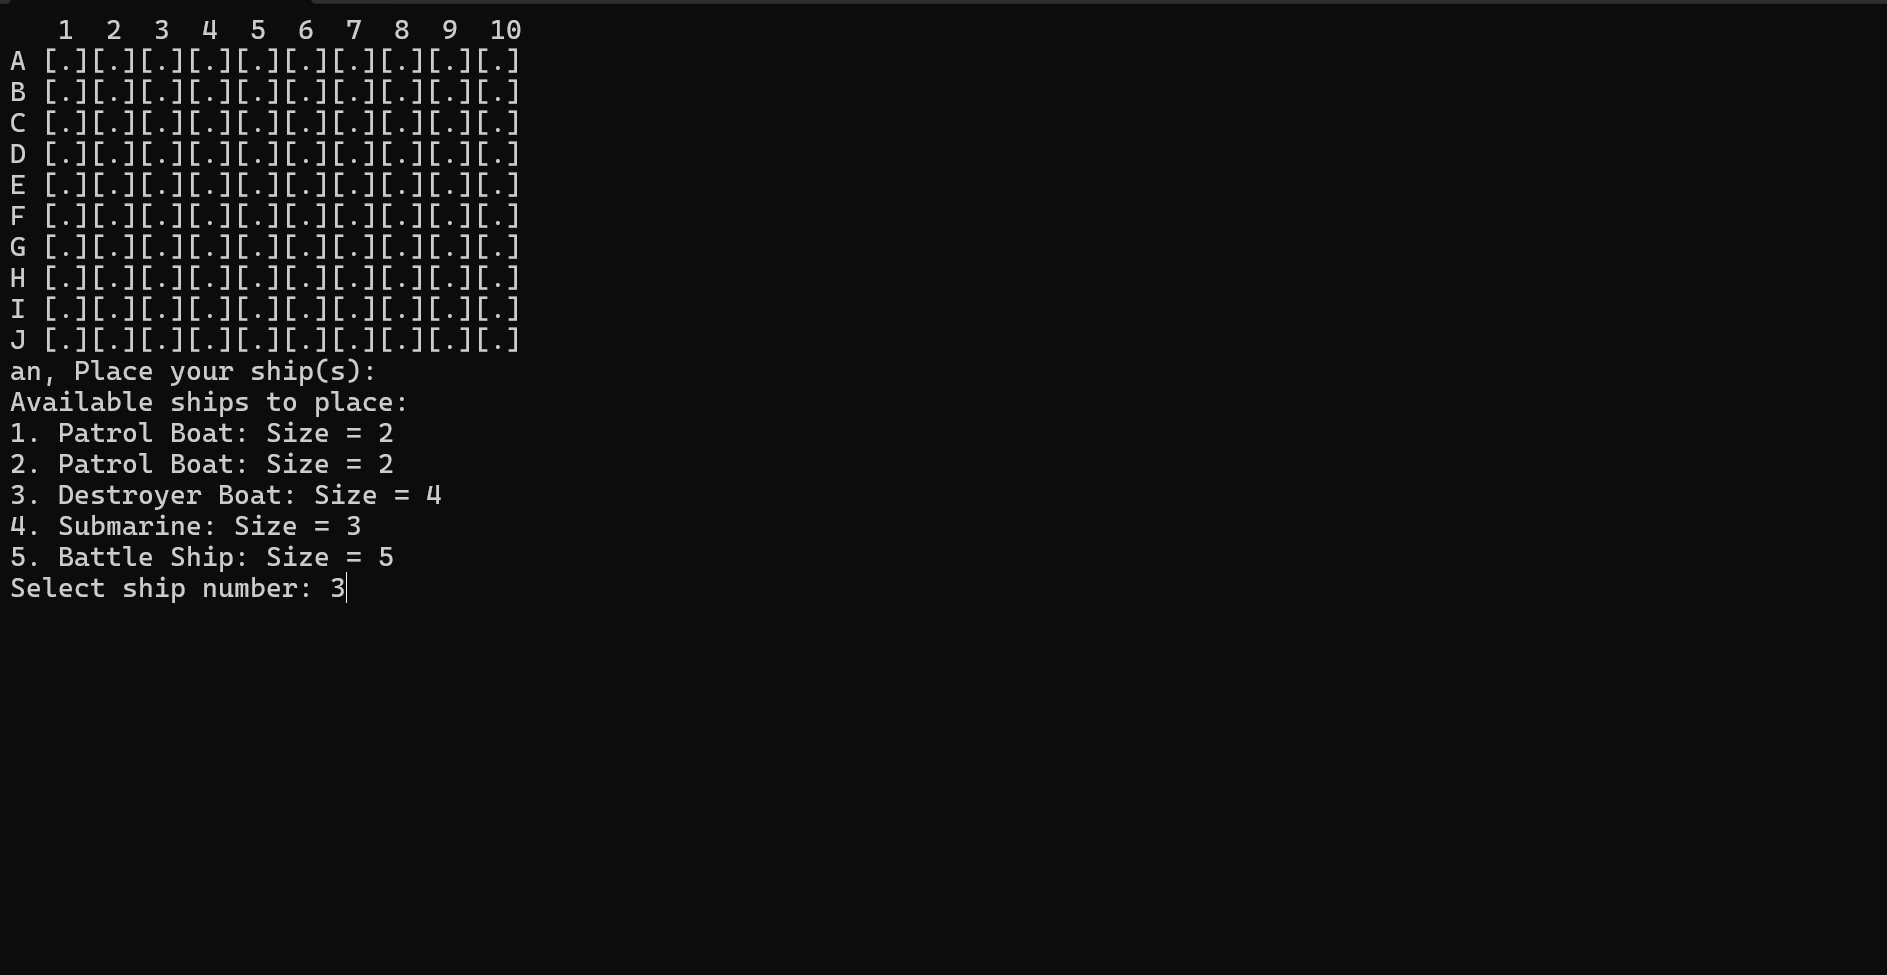 1  2  3  4  5  6  7  8  9  10
A [.][.][.][.][.][.][.][.][.][.]
B [.][.][.][.][.][.][.][.][.][.]
C [.][.][.][.][.][.][.][.][.][.]
D [.][.][.][.][.][.][.][.][.][.]
E [.][.][.][.][.][.][.][.][.][.]
F [.][.][.][.][.][.][.][.][.][.]
G [.][.][.][.][.][.][.][.][.][.]
H [.][.][.][.][.][.][.][.][.][.]
I [.][.][.][.][.][.][.][.][.][.]
J [.][.][.][.][.][.][.][.][.][.]
an, Place your ship(s):
Available ships to place:
1. Patrol Boat: Size = 2
2. Patrol Boat: Size = 2
3. Destroyer Boat: Size = 4
4. Submarine: Size = 3
5. Battle Ship: Size = 5
Select ship number: 3